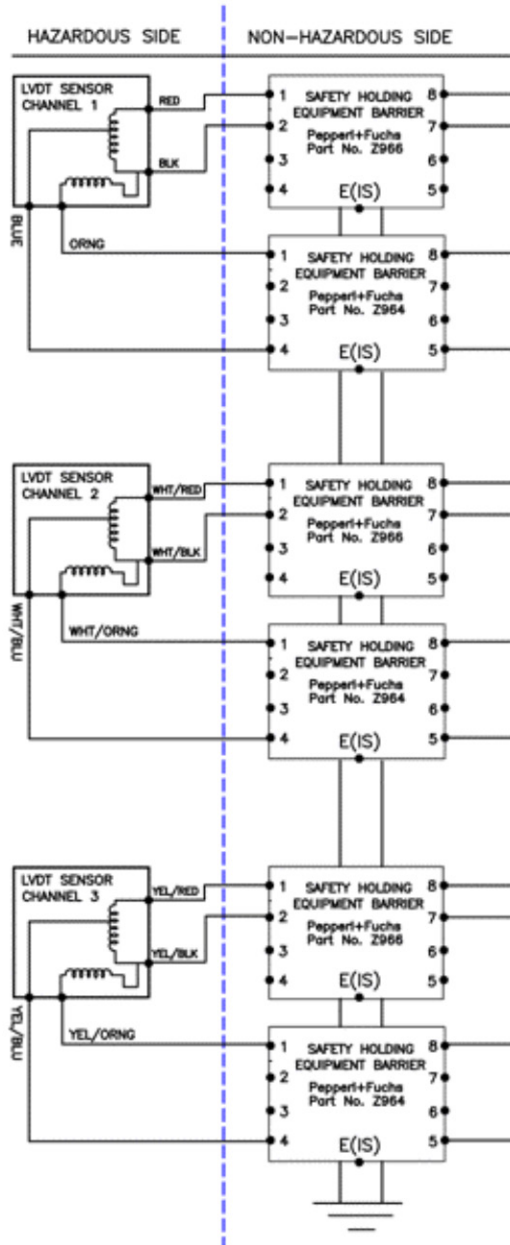 HAZARDOUS SIDE
NON-HAZARDOUS SIDE
LVDT SENSOR
CHANNEL 1
RED
BLK
BLUE
ORNG
1 SAFETY HOLDING 8
2 EQUIPMENT BARRIER 7
Pepperl+Fuchs
3 Part No. Z966 6
4 E(IS) 5
1 SAFETY HOLDING 8
EQUIPMENT BARRIER
2 Pepperl+Fuchs 7
3 Part No. Z964 6
4 E(IS) 5
LVDT SENSOR
CHANNEL 2
WHT/RED
WHT/BLK
WHT/BLU
WHT/ORNG
1 SAFETY HOLDING 8
2 EQUIPMENT BARRIER 7
Pepperl+Fuchs
3 Part No. Z966 6
4 E(IS) 5
1 SAFETY HOLDING 8
EQUIPMENT BARRIER
2 Pepperl+Fuchs 7
3 Part No. Z964 6
4 E(IS) 5
LVDT SENSOR
CHANNEL 3
YEL/RED
YEL/BLK
YEL/BLU
YEL/ORNG
1 SAFETY HOLDING 8
2 EQUIPMENT BARRIER 7
Pepperl+Fuchs
3 Part No. Z966 6
4 E(IS) 5
1 SAFETY HOLDING 8
EQUIPMENT BARRIER
2 Pepperl+Fuchs 7
3 Part No. Z964 6
4 E(IS) 5